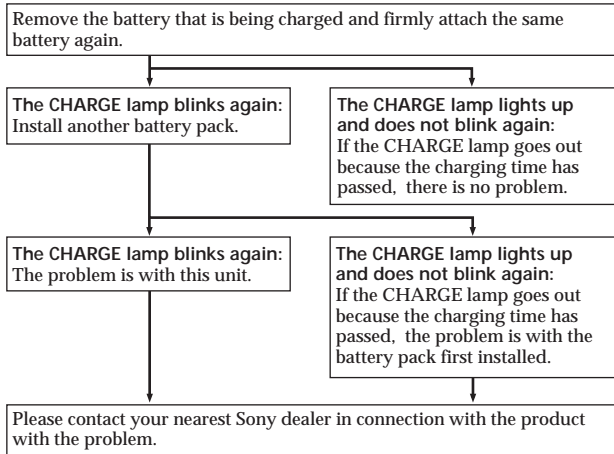 Remove the battery that is being charged and firmly attach the same
battery again.
The CHARGE lamp blinks again:
Install another battery pack.
The CHARGE lamp lights up
and does not blink again:
If the CHARGE lamp goes out
because the charging time has
passed, there is no problem.
The CHARGE lamp blinks again:
The problem is with this unit.
The CHARGE lamp lights up
and does not blink again:
If the CHARGE lamp goes out
because the charging time has
passed, the problem is with the
battery pack first installed.
Please contact your nearest Sony dealer in connection with the product
with the problem.